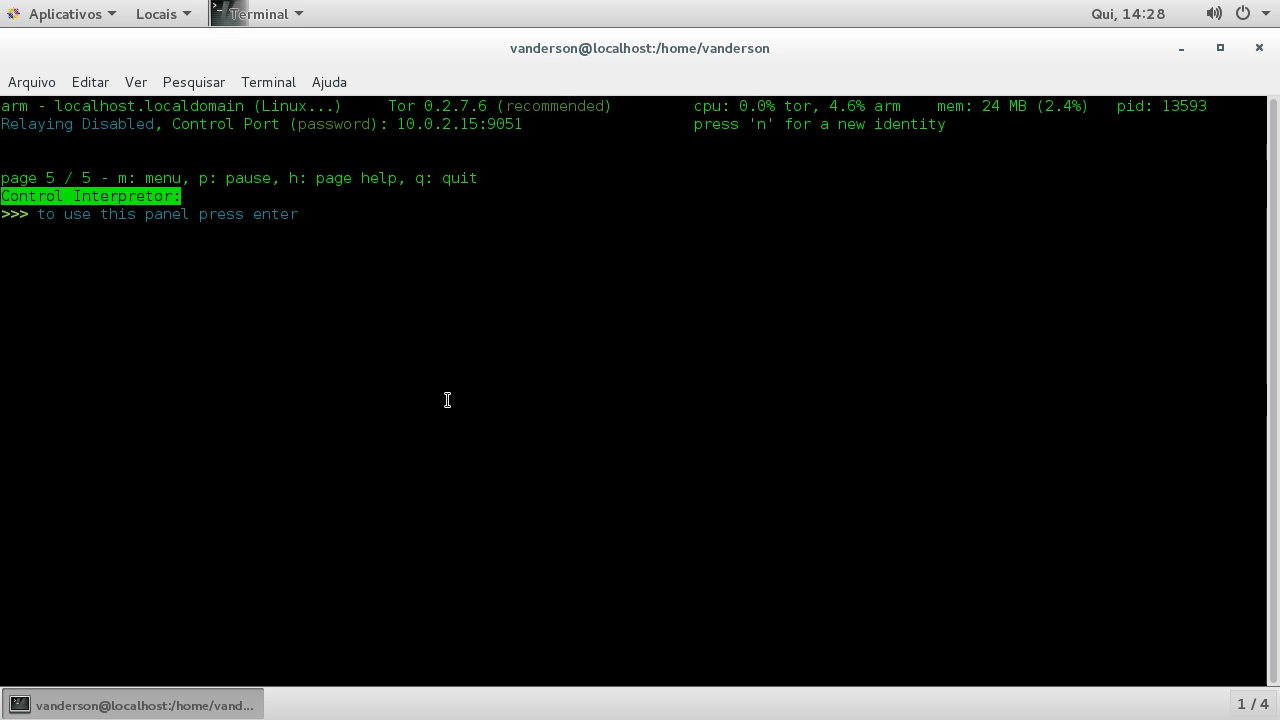 Aplicativos Locais Terminal Qui, 14:28
vanderson@localhost:/home/vanderson
Arquivo Editar Ver Pesquisar Terminal Ajuda
arm - localhost.localdomain (Linux...) Tor 0.2.7.6 (recommended) cpu: 0.0% tor, 4.6% arm mem: 24 MB (2.4%) pid: 13593
Relaying Disabled, Control Port (password): 10.0.2.15:9051 press 'n' for a new identity
page 5 / 5 - m: menu, p: pause, h: page help, q: quit
Control Interpretor:
>>> to use this panel press enter
vanderson@localhost:/home/vand... 1 / 4